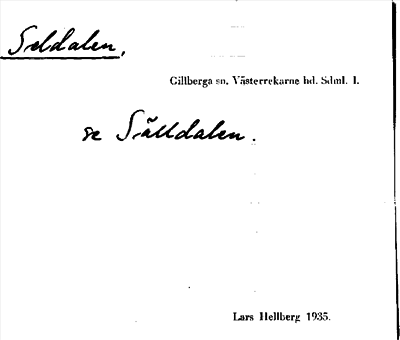 Seldalen,
Gillberga sn. Västerrekarne hd. Sdml. l.
se Sälldalen.
Lars Hellberg 1935.